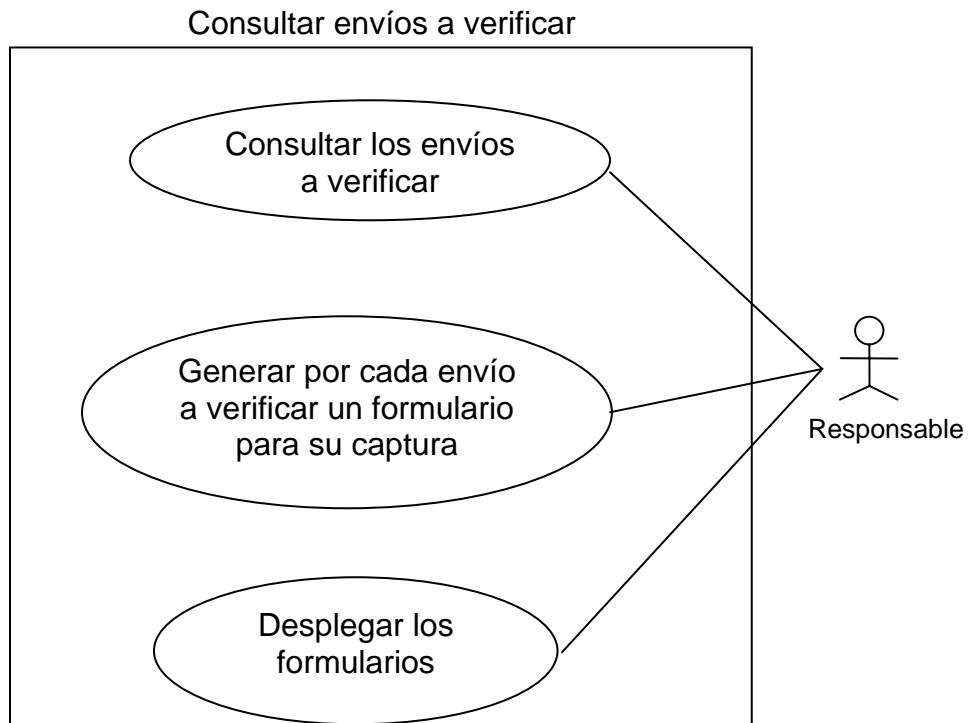 Consultar envíos a verificar
Consultar los envíos
a verificar
Generar por cada envío
a verificar un formulario
para su captura
Responsable
Desplegar los
formularios